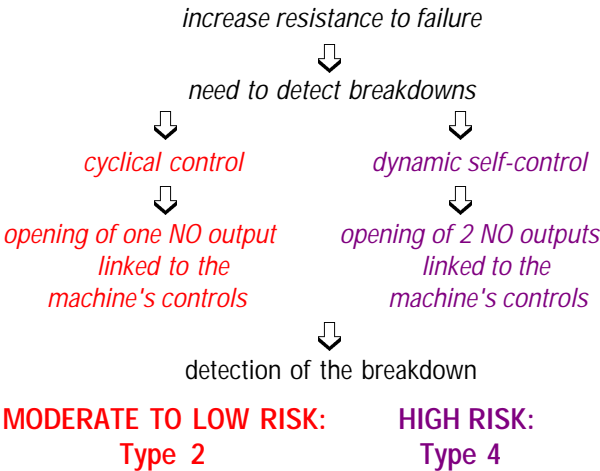 increase resistance to failure
need to detect breakdowns
cyclical control
dynamic self-control
opening of one NO output
linked to the
machine's controls
opening of 2 NO outputs
linked to the
machine's controls
detection of the breakdown
MODERATE TO LOW RISK:
Type 2
HIGH RISK:
Type 4